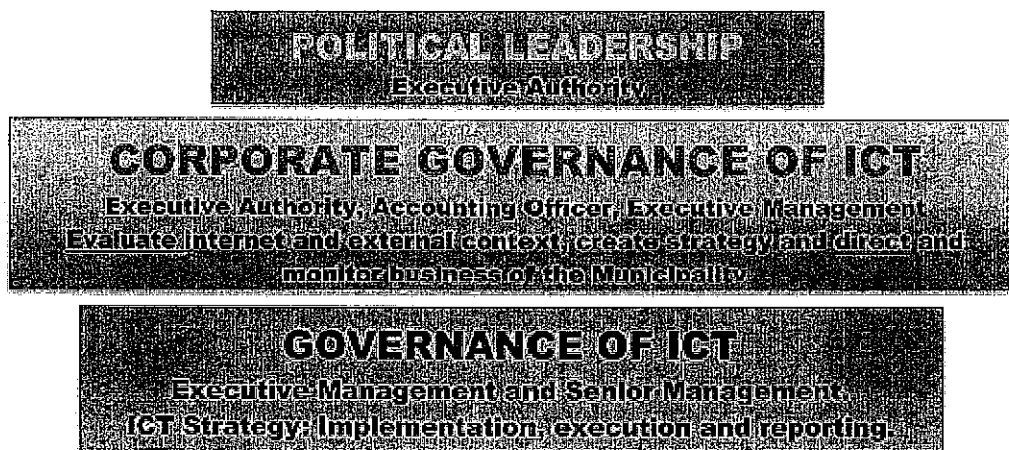 POLITICAL LEADERSHIP
Executive Authority
CORPORATE GOVERNANCE OF ICT
Executive Authority, Accounting Officer, Executive Management
Evaluate internet and external context, create strategy and direct and
monitor business of the Municipality
GOVERNANCE OF ICT
Executive Management and Senior Management.
ICT Strategy; Implementation, execution and reporting.